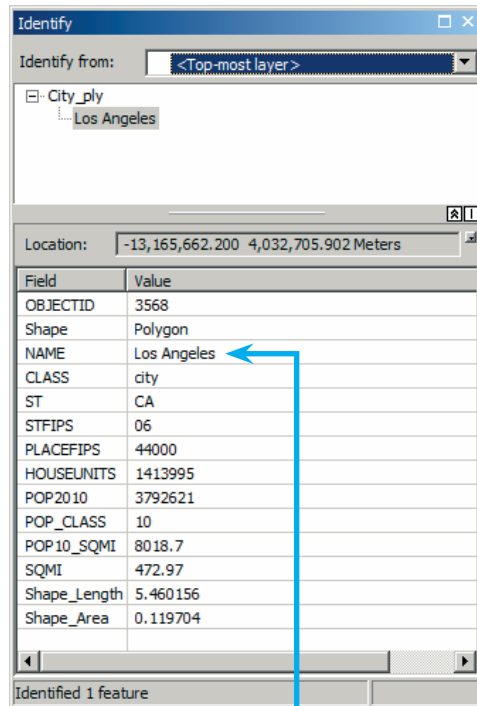 Identify
Identify from: <Top-most layer>
City_ply
Los Angeles
Location: -13,165,662.200 4,032,705.902 Meters
Field Value
OBJECTID 3568
Shape Polygon
NAME Los Angeles
CLASS city
ST CA
STFIPS 06
PLACEFIPS 44000
HOUSEUNITS 1413995
POP2010 3792621
POP_CLASS 10
POP10_SQMI 8018.7
SQMI 472.97
Shape_Length 5.460156
Shape_Area 0.119704
Identified 1 feature